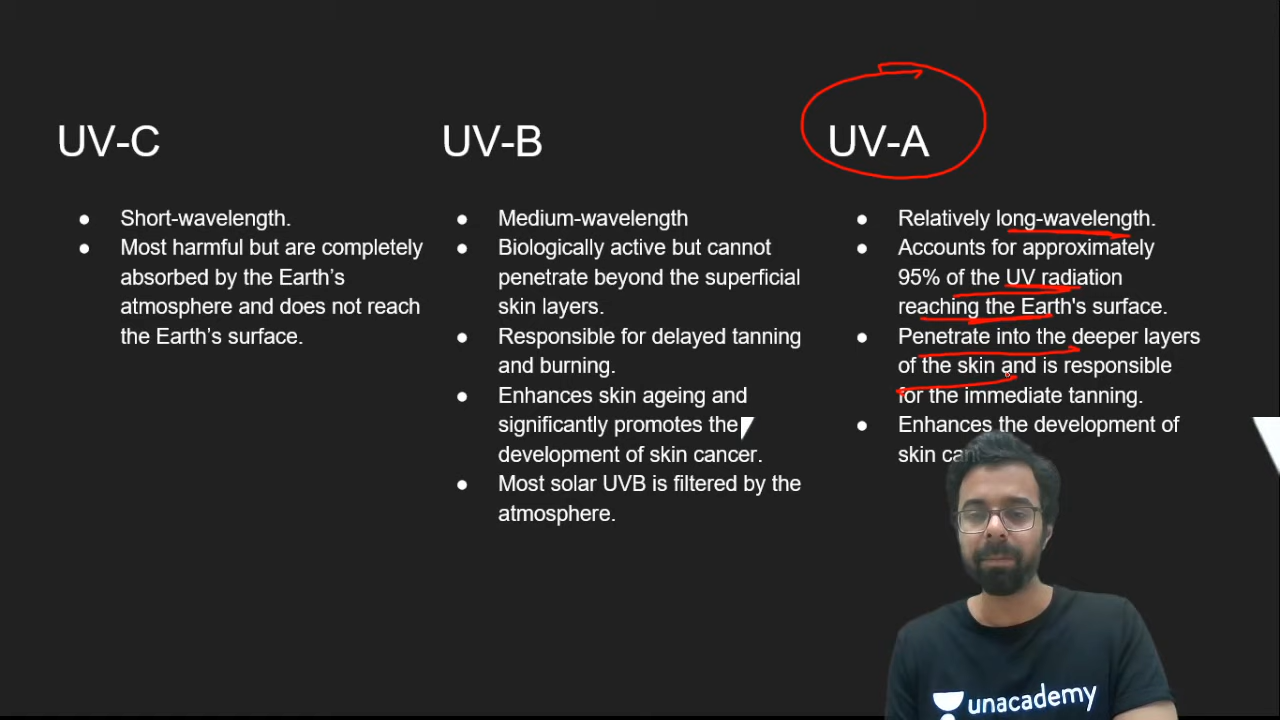 UV-C
● Short-wavelength.
● Most harmful but are completely
absorbed by the Earth's
atmosphere and does not reach
the Earth's surface.
UV-B
● Medium-wavelength
● Biologically active but cannot
penetrate beyond the superficial
skin layers.
● Responsible for delayed tanning
and burning.
● Enhances skin ageing and
significantly promotes the
development of skin cancer.
● Most solar UVB is filtered by the
atmosphere.
UV-A
● Relatively long-wavelength.
● Accounts for approximately
95% of the UV radiation
reaching the Earth's surface.
● Penetrate into the deeper layers
of the skin and is responsible
for the immediate tanning.
● Enhances the development of
skin
unacademy